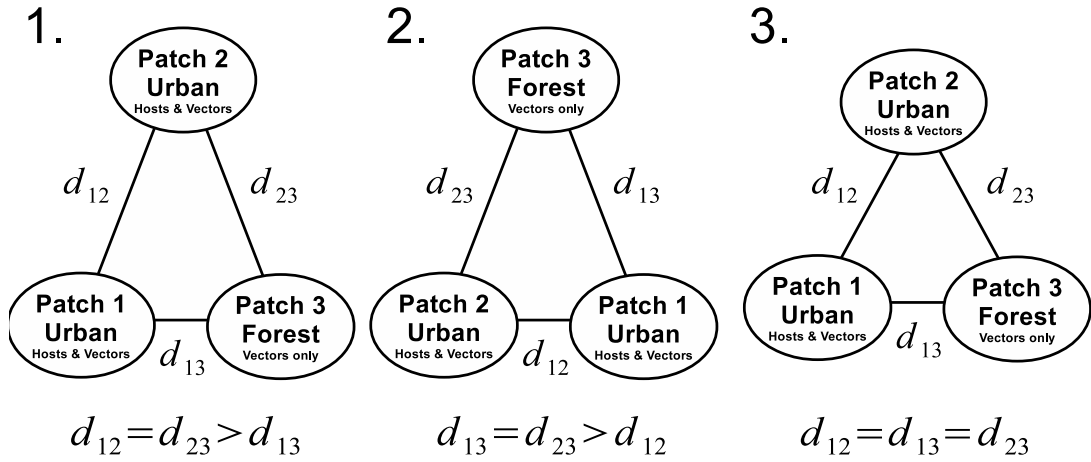 1.
Patch 2
Urban
Hosts & Vectors
d12
d23
Patch 1
Urban
Hosts & Vectors
Patch 3
Forest
Vectors only
d13
d12=d23>d13
2.
Patch 3
Forest
Vectors only
d23
d13
Patch 2
Urban
Hosts & Vectors
Patch 1
Urban
Hosts & Vectors
d12
d13=d23>d12
3.
Patch 2
Urban
Hosts & Vectors
d12
d23
Patch 1
Urban
Hosts & Vectors
Patch 3
Forest
Vectors only
d13
d12=d13=d23